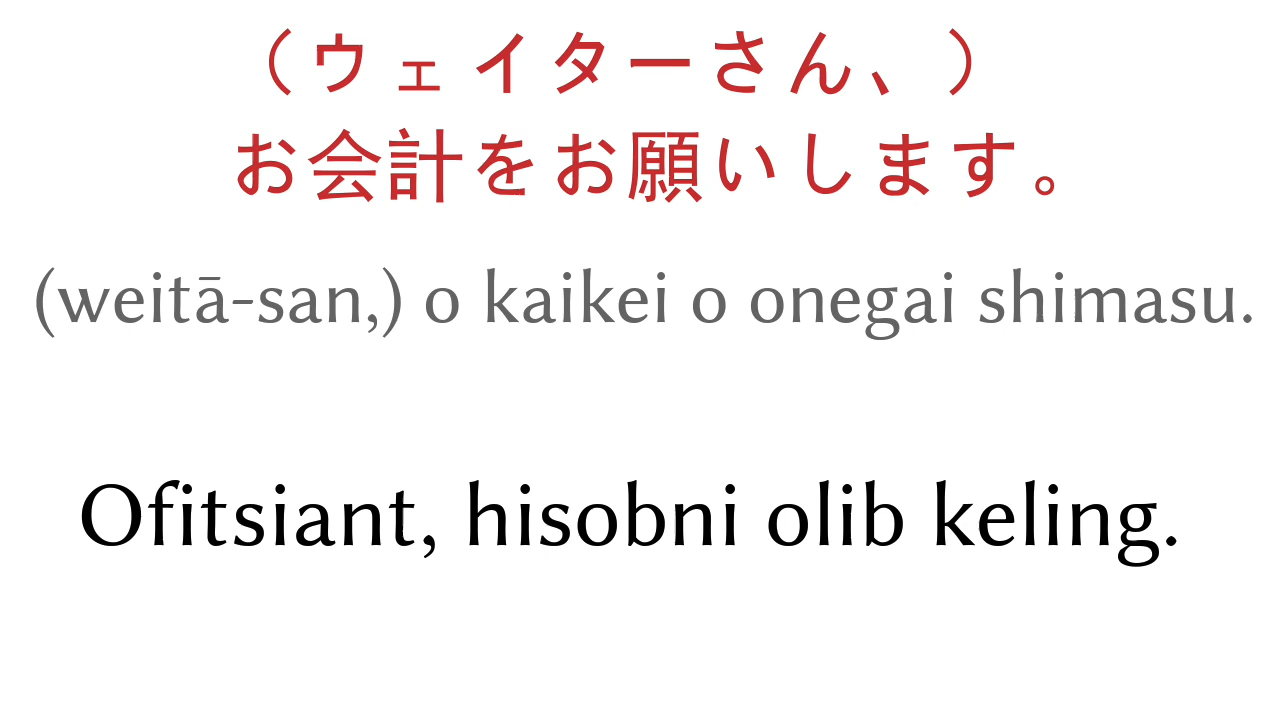 （ウェイターさん、）
お会計をお願いします。
(weitā-san,) o kaikei o onegai shimasu.
Ofitsiant, hisobni olib keling.